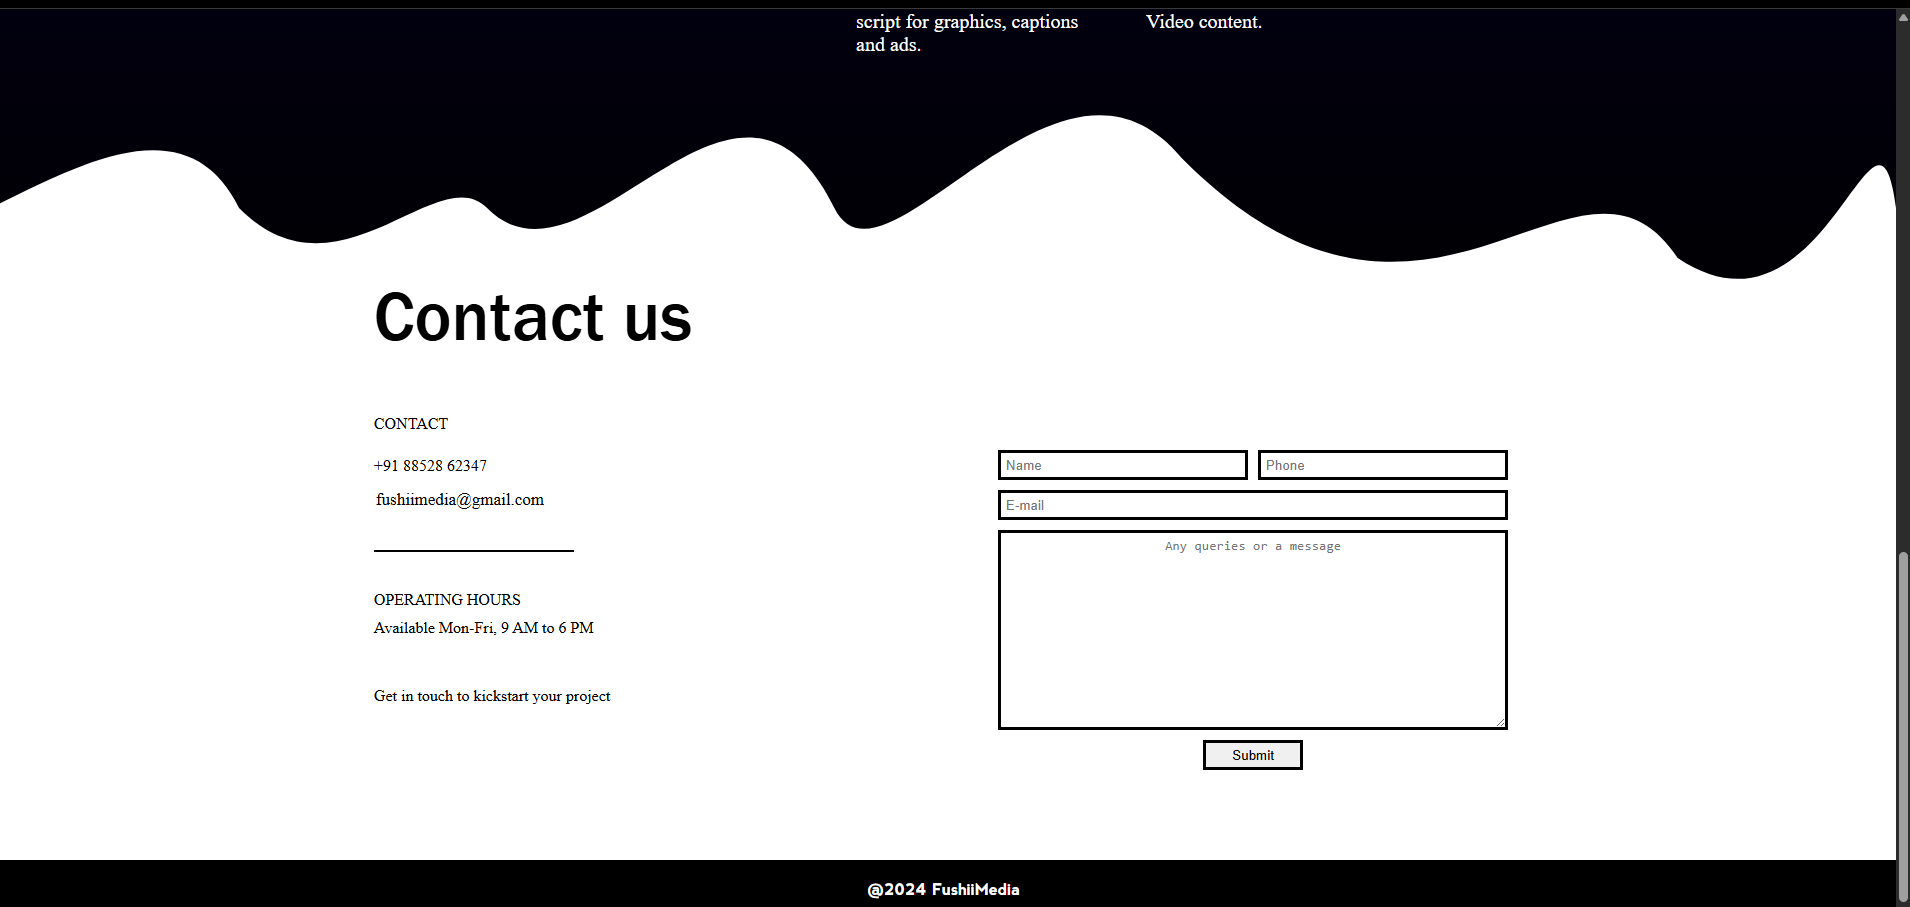 script for graphics, captions
and ads.
Video content.
Contact us
CONTACT
+91 88528 62347
fushiimedia@gmail.com
OPERATING HOURS
Available Mon-Fri, 9 AM to 6 PM
Get in touch to kickstart your project
Name
Phone
E-mail
Any queries or a message
Submit
@2024 FushiiMedia